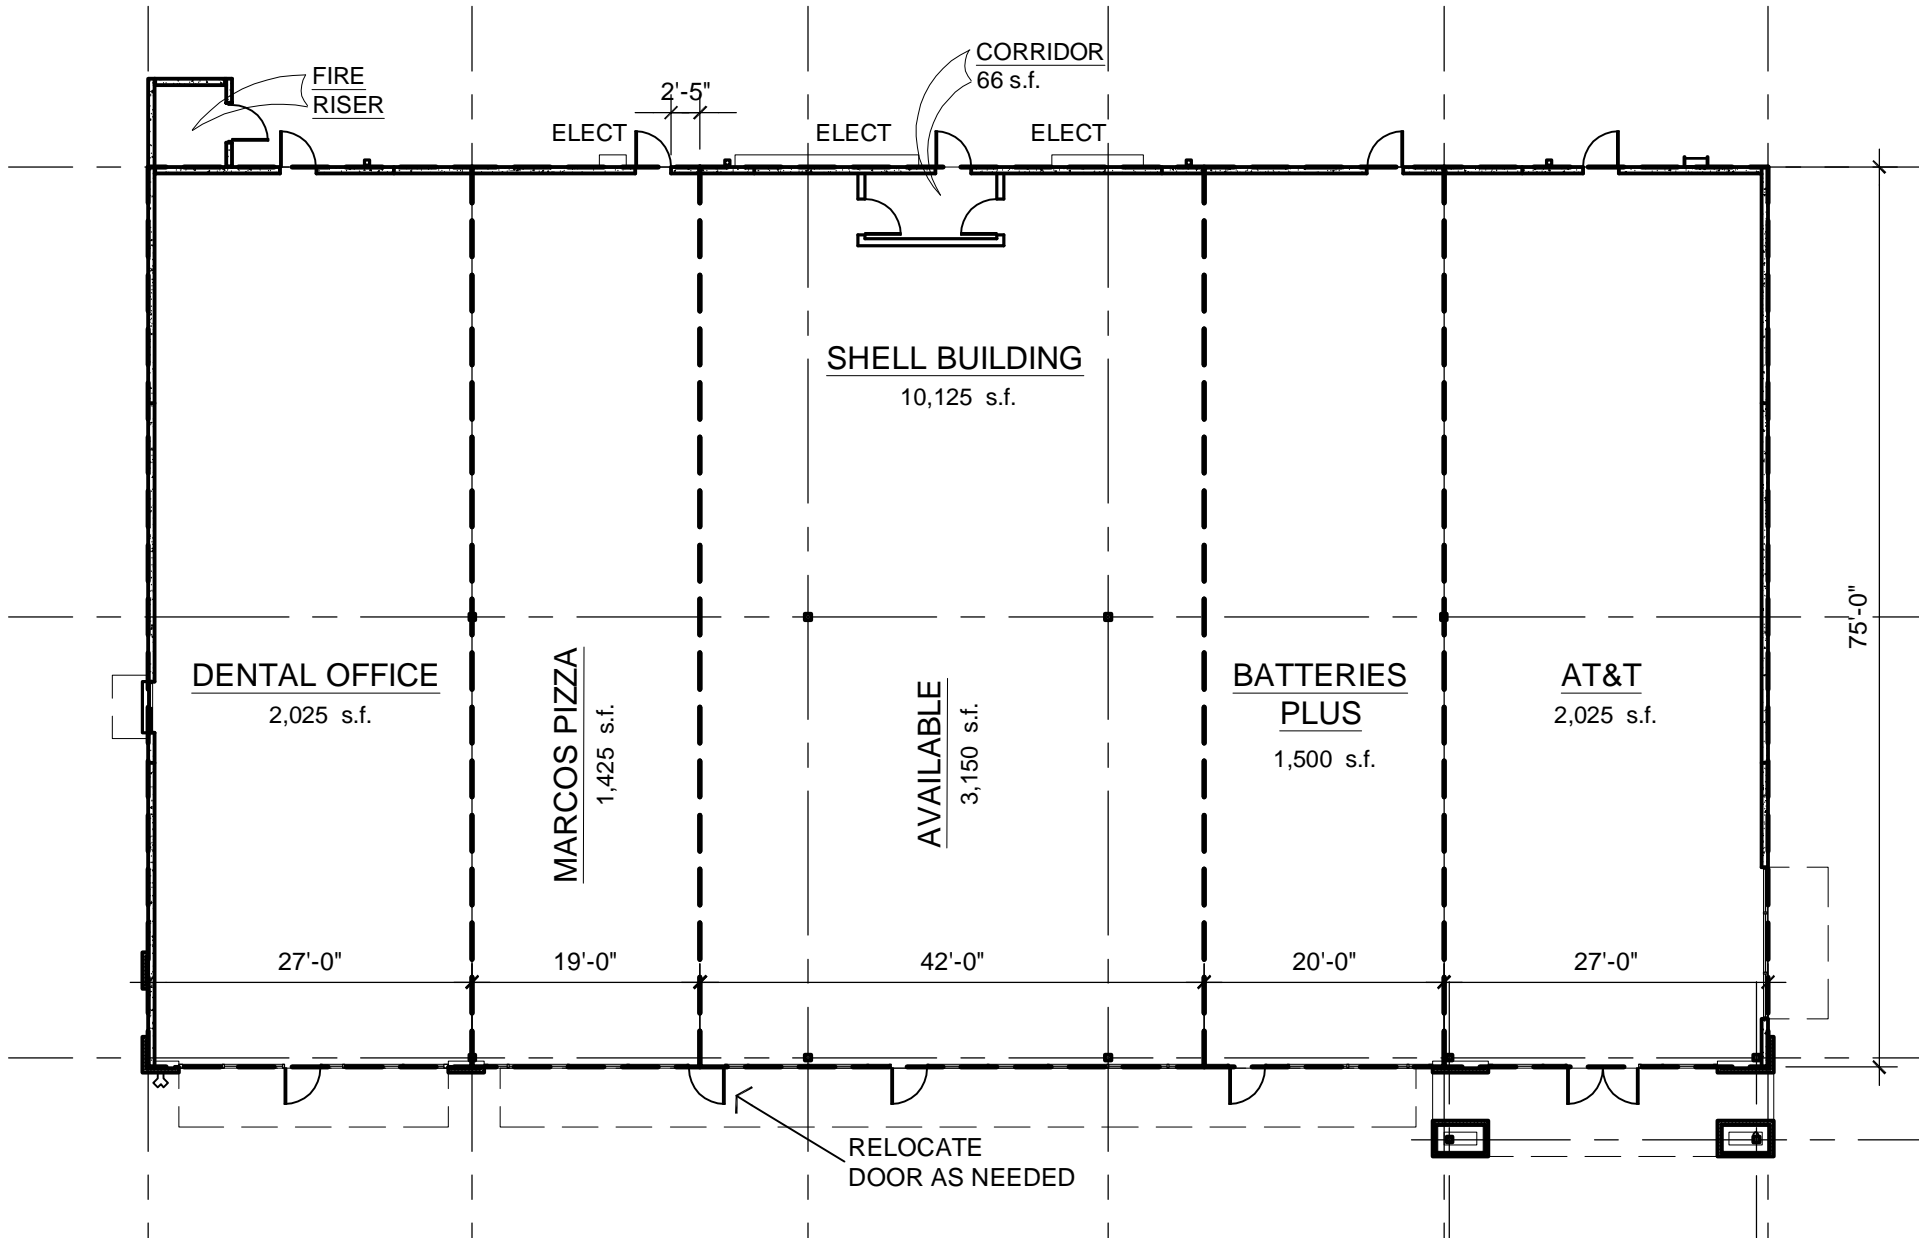 FIRE
RISER
CORRIDOR
66 s.f.
2'-5"
ELECT
ELECT
ELECT
SHELL BUILDING
10,125 s.f.
75'-0"
DENTAL OFFICE
2,025 s.f.
MARCOS PIZZA
1,425 s.f.
AVAILABLE
3,150 s.f.
BATTERIES
PLUS
1,500 s.f.
AT&T
2,025 s.f.
27'-0"
19'-0"
42'-0"
20'-0"
27'-0"
RELOCATE
DOOR AS NEEDED